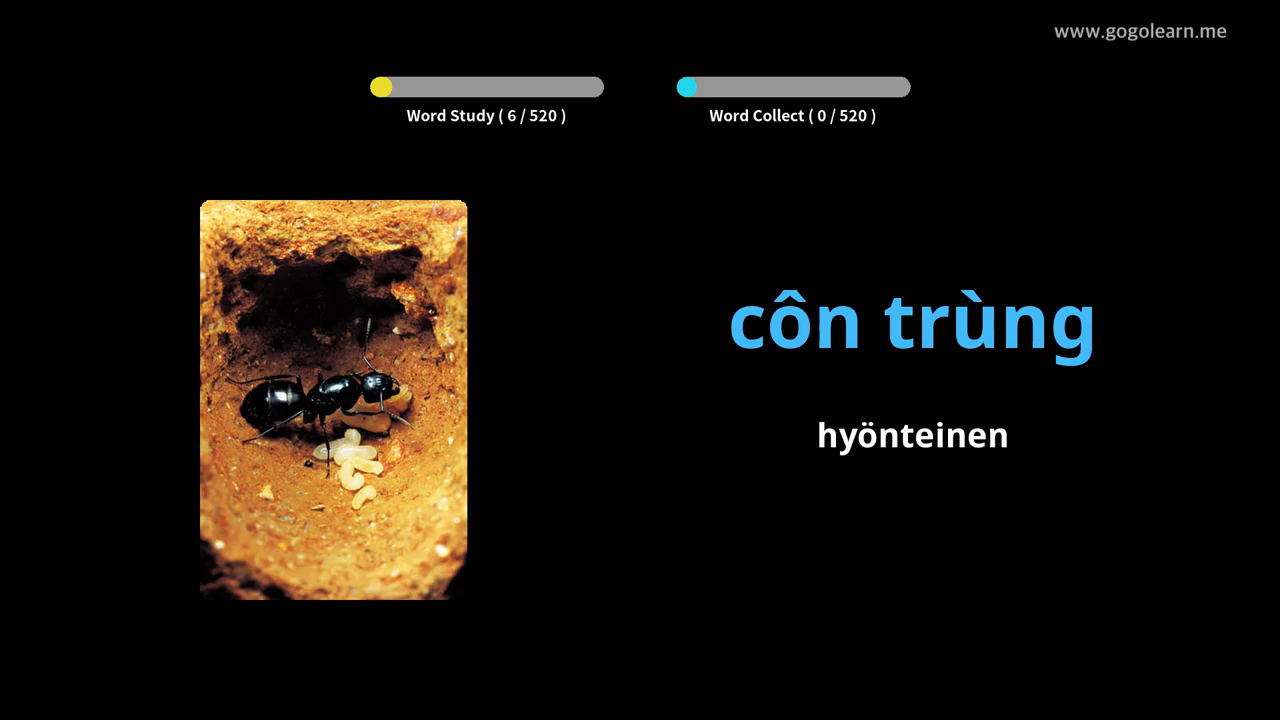 www.gogolearn.me
Word Study ( 6 / 520 )
Word Collect ( 0 / 520 )
côn trùng
hyönteinen